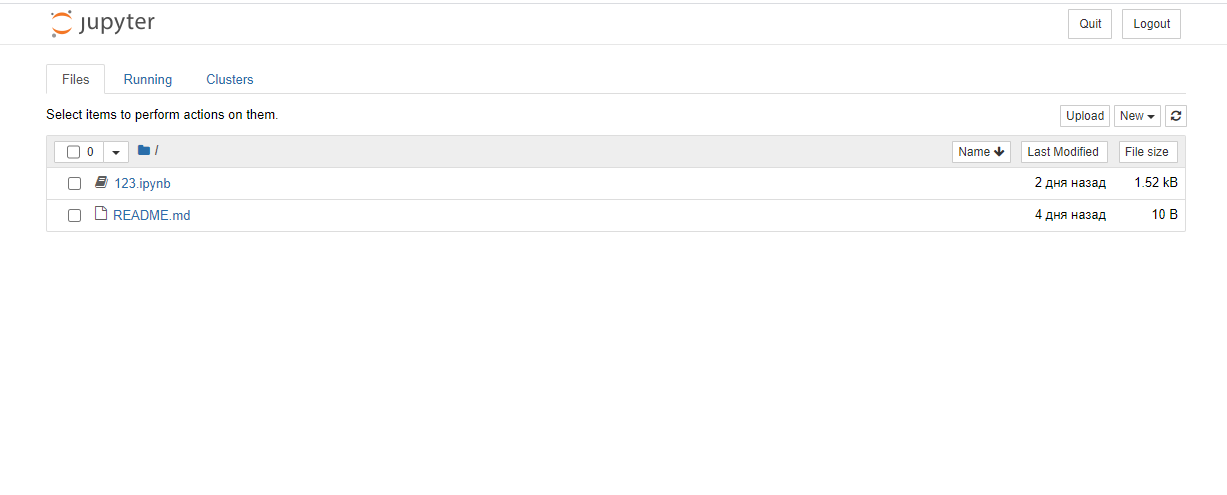 jupyter Quit Logout
Files Running Clusters
Select items to perform actions on them. Upload New
0 / Name Last Modified File size
123.ipynb 2 дня назад 1.52 kB
README.md 4 дня назад 10 B